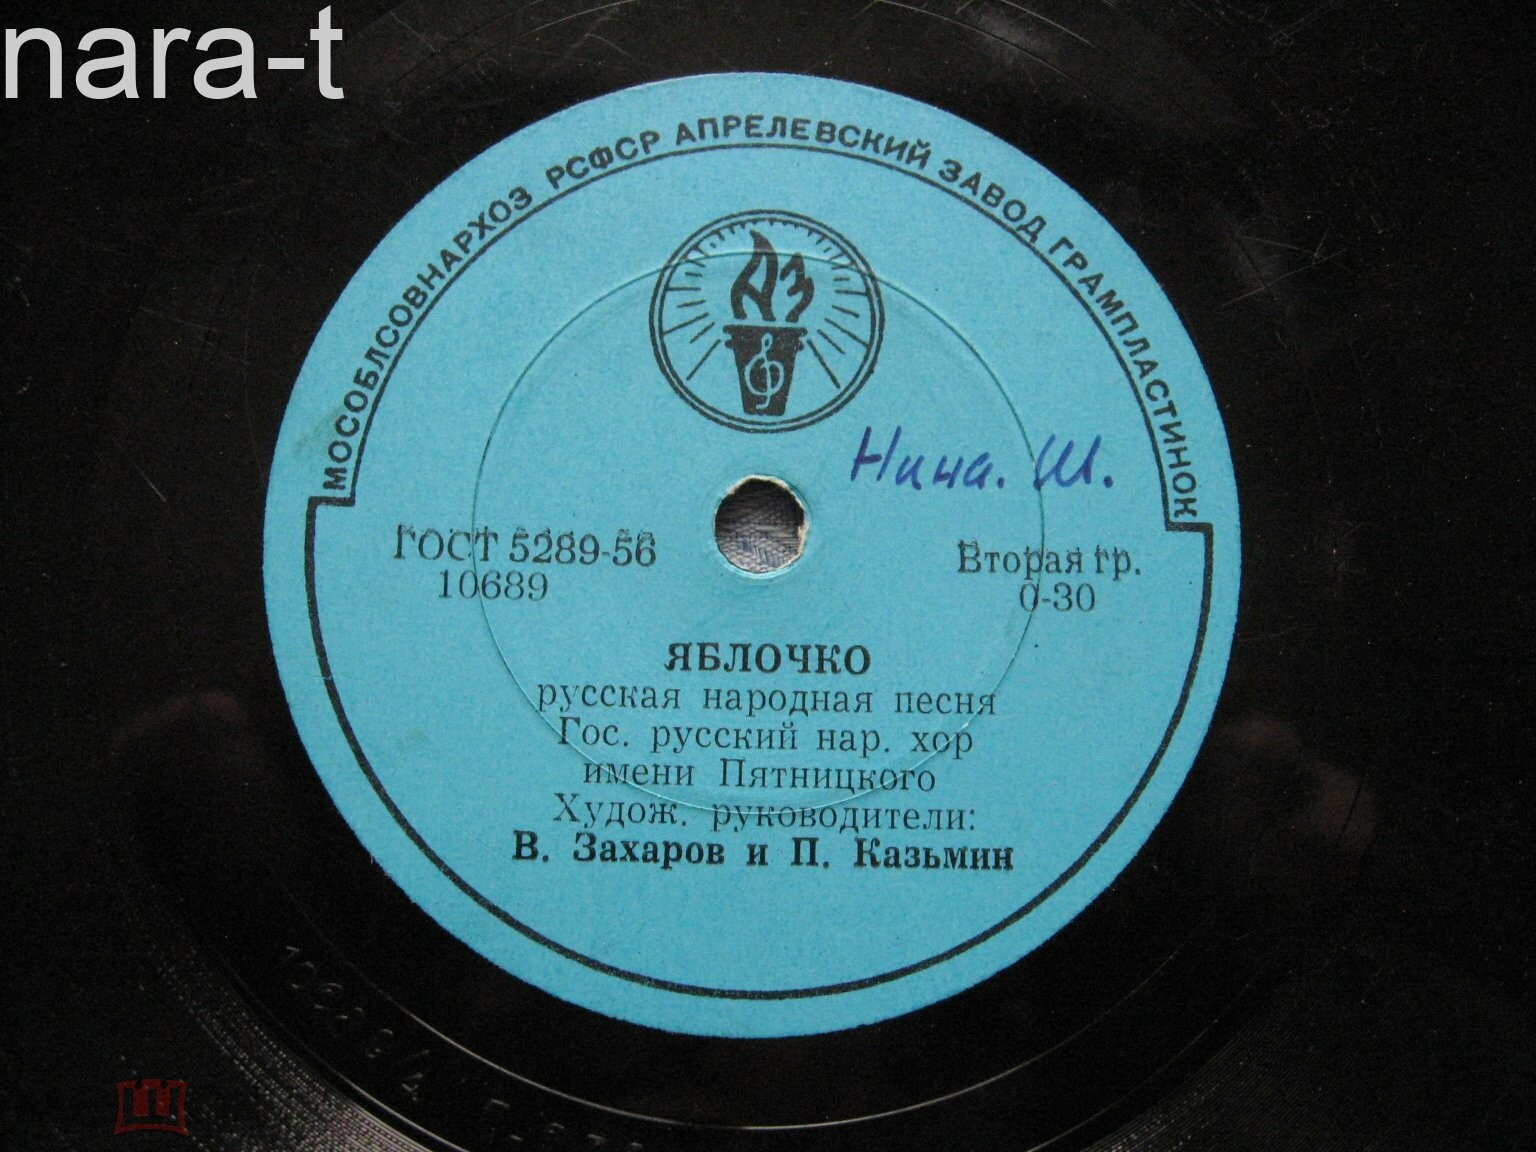 nara-t
МОСОБЛСОВНАРХОЗ РСФСР АПРЕЛЕВСКИЙ ЗАВОД ГРАМПЛАСТИНОК
АЗ
Нина. Ш.
ГОСТ 5289-56
10689
Вторая гр.
0-30
ЯБЛОЧКО
русская народная песня
Гос. русский нар. хор
имени Пятницкого
Худож. руководители:
В. Захаров и П. Казьмин